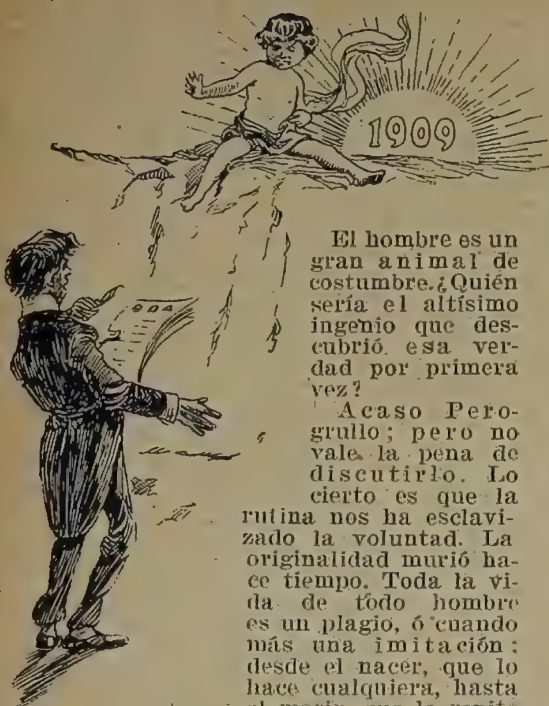 1909
El hombre es un
gran animal de
costumbre. ¿Quién
sería el altísimo
ingenio que des-
cubrió esa ver-
dad por primera
vez?
Acaso Pero-
grullo; pero no
vale la pena de
discutirlo. Lo
cierto es que la
rutina nos ha esclavi-
zado la voluntad. La
originalidad murió ha-
ce tiempo. Toda la vi-
da de todo hombre
es un plagio, ó cuando
más una imitación:
desde el nacer, que lo
hace cualquiera, hasta